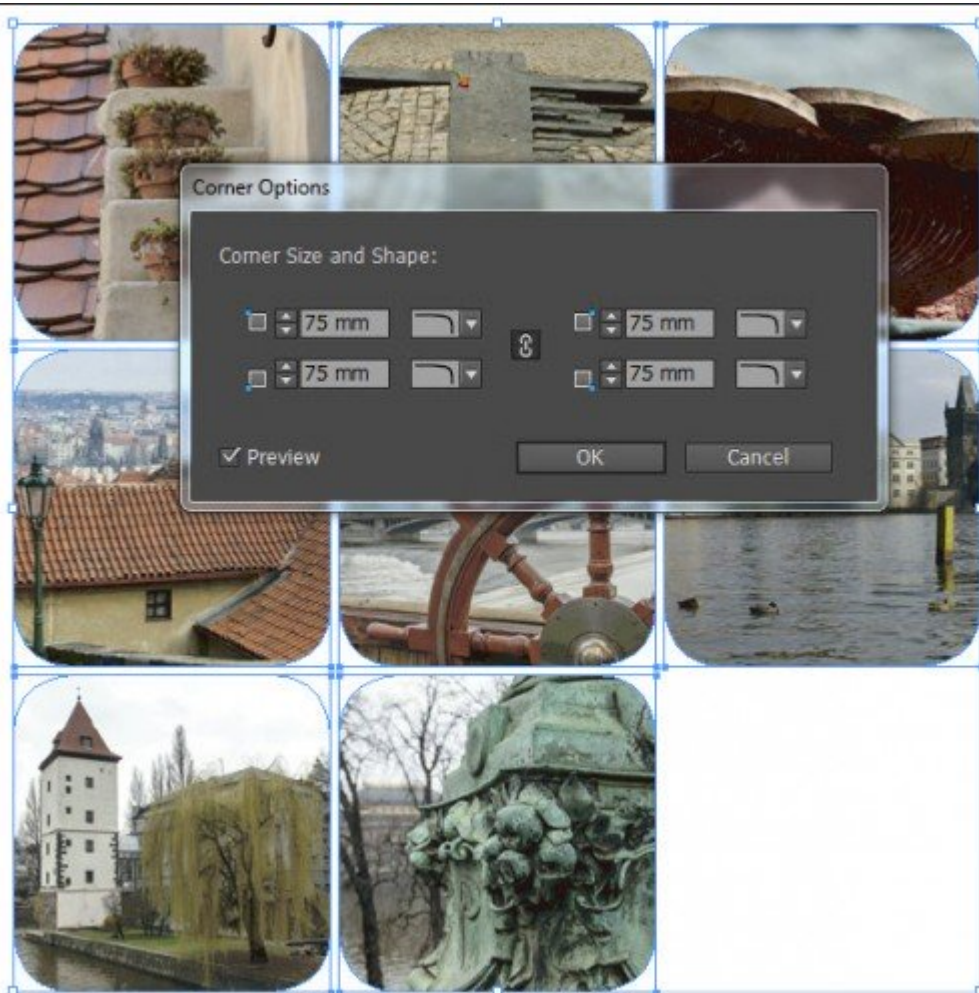 Corner Options
Corner Size and Shape:
75 mm 75 mm
75 mm 75 mm
Preview OK Cancel